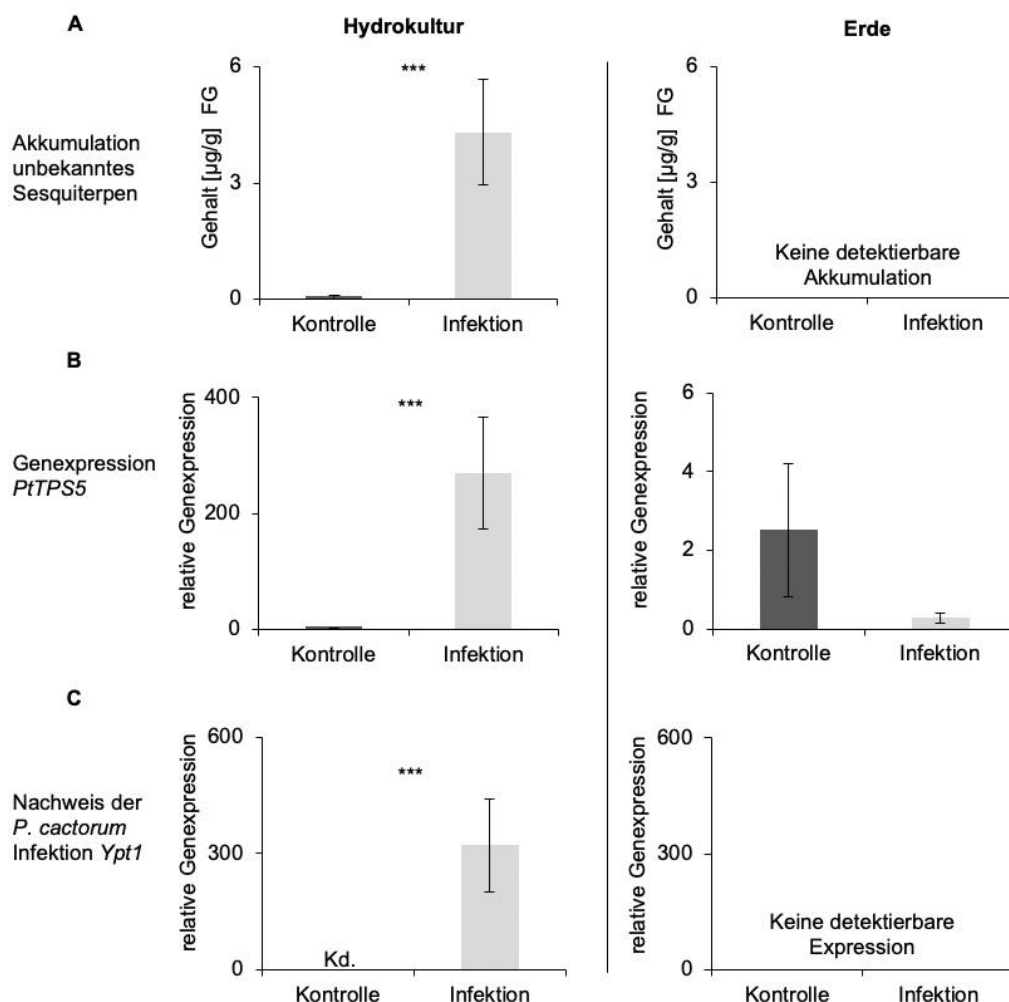 A
Hydrokultur
Erde
Akkumulation
unbekanntes
Sesquiterpen
Gehalt [µg/g] FG
6
3
0
***
Kontrolle
Infektion
Gehalt [µg/g] FG
6
3
0
Keine detektierbare
Akkumulation
Kontrolle
Infektion
B
Genexpression
PtTPS5
relative Genexpression
400
200
0
***
Kontrolle
Infektion
relative Genexpression
6
4
2
0
Kontrolle
Infektion
C
Nachweis der
P. cactorum
Infektion Ypt1
relative Genexpression
600
300
0
***
Kd.
Kontrolle
Infektion
relative Genexpression
600
300
0
Keine detektierbare
Expression
Kontrolle
Infektion